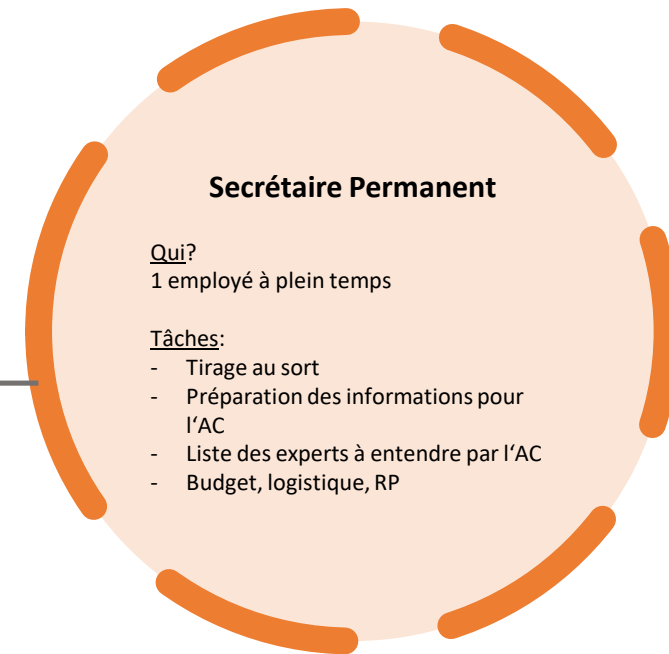 Secrétaire Permanent
Qui?
1 employé à plein temps
Tâches:
- Tirage au sort
- Préparation des informations pour
l‘AC
- Liste des experts à entendre par l‘AC
- Budget, logistique, RP